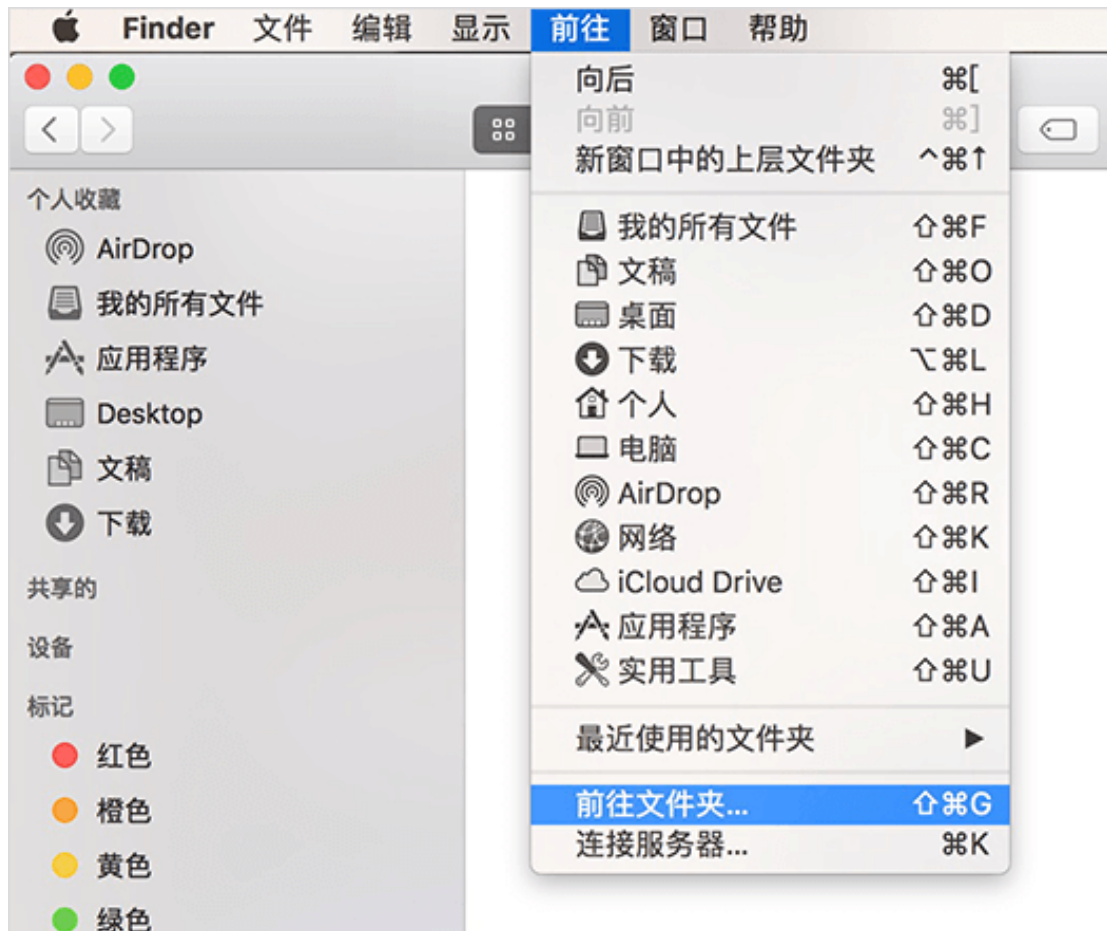 Finder 文件 编辑 显示 前往 窗口 帮助
向后 ⌘[
向前 ⌘]
新窗口中的上层文件夹 ^⌘↑
我的所有文件 ⇧⌘F
文稿 ⇧⌘O
桌面 ⇧⌘D
下载 ⌥⌘L
个人 ⇧⌘H
电脑 ⇧⌘C
AirDrop ⇧⌘R
网络 ⇧⌘K
iCloud Drive ⇧⌘I
应用程序 ⇧⌘A
实用工具 ⇧⌘U
最近使用的文件夹 ▶
前往文件夹... ⇧⌘G
连接服务器... ⌘K
个人收藏
AirDrop
我的所有文件
应用程序
Desktop
文稿
下载
共享的
设备
标记
红色
橙色
黄色
绿色